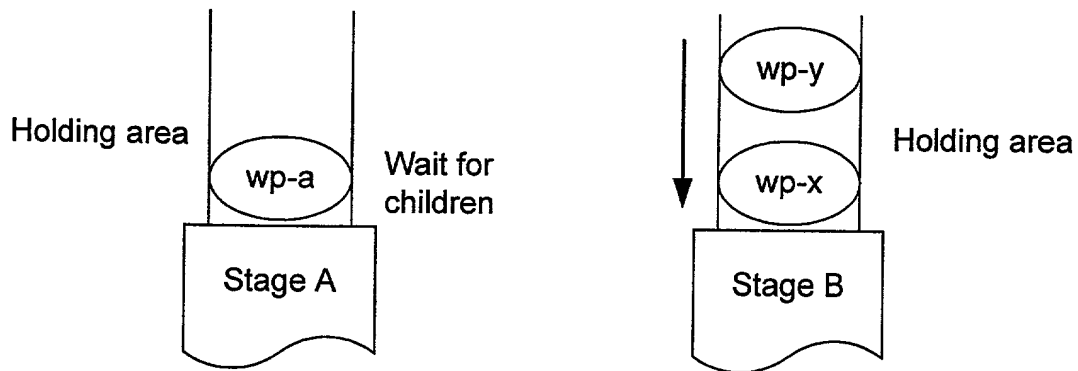 Holding area
wp-a
Wait for
children
Stage A
wp-y
wp-x
Holding area
Stage B